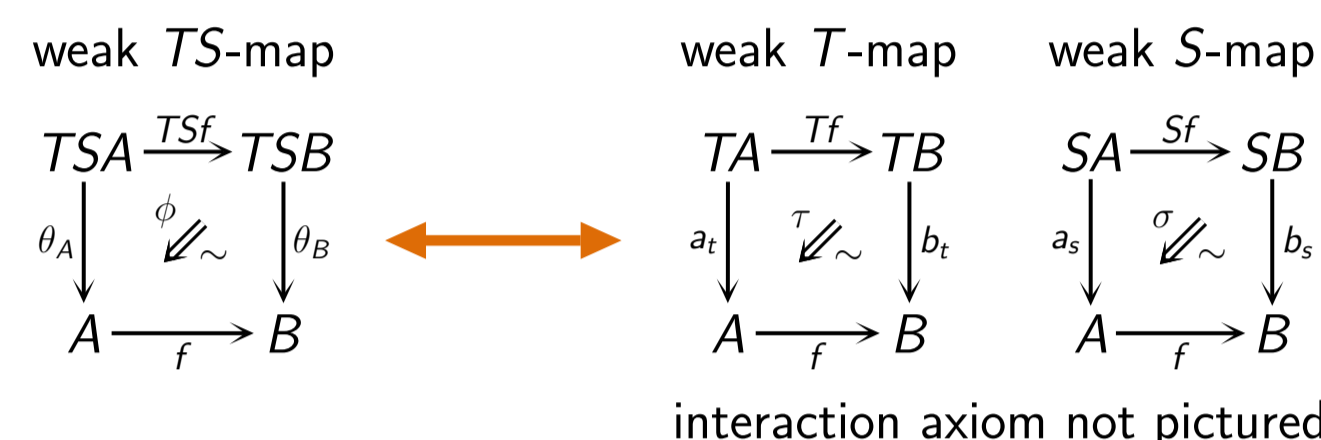 weak TS-map weak T-map weak S-map
TSA TSf TSB TA Tf TB SA Sf SB
θ_A ϕ ∼ θ_B a_t τ ∼ b_t a_s σ ∼ b_s
A f B A f B A f B
interaction axiom not pictured